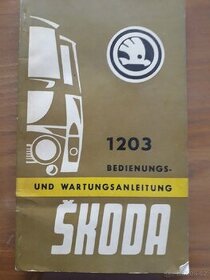 1203
BEDIENUNGS-
UND WARTUNGSANLEITUNG
ŠKODA